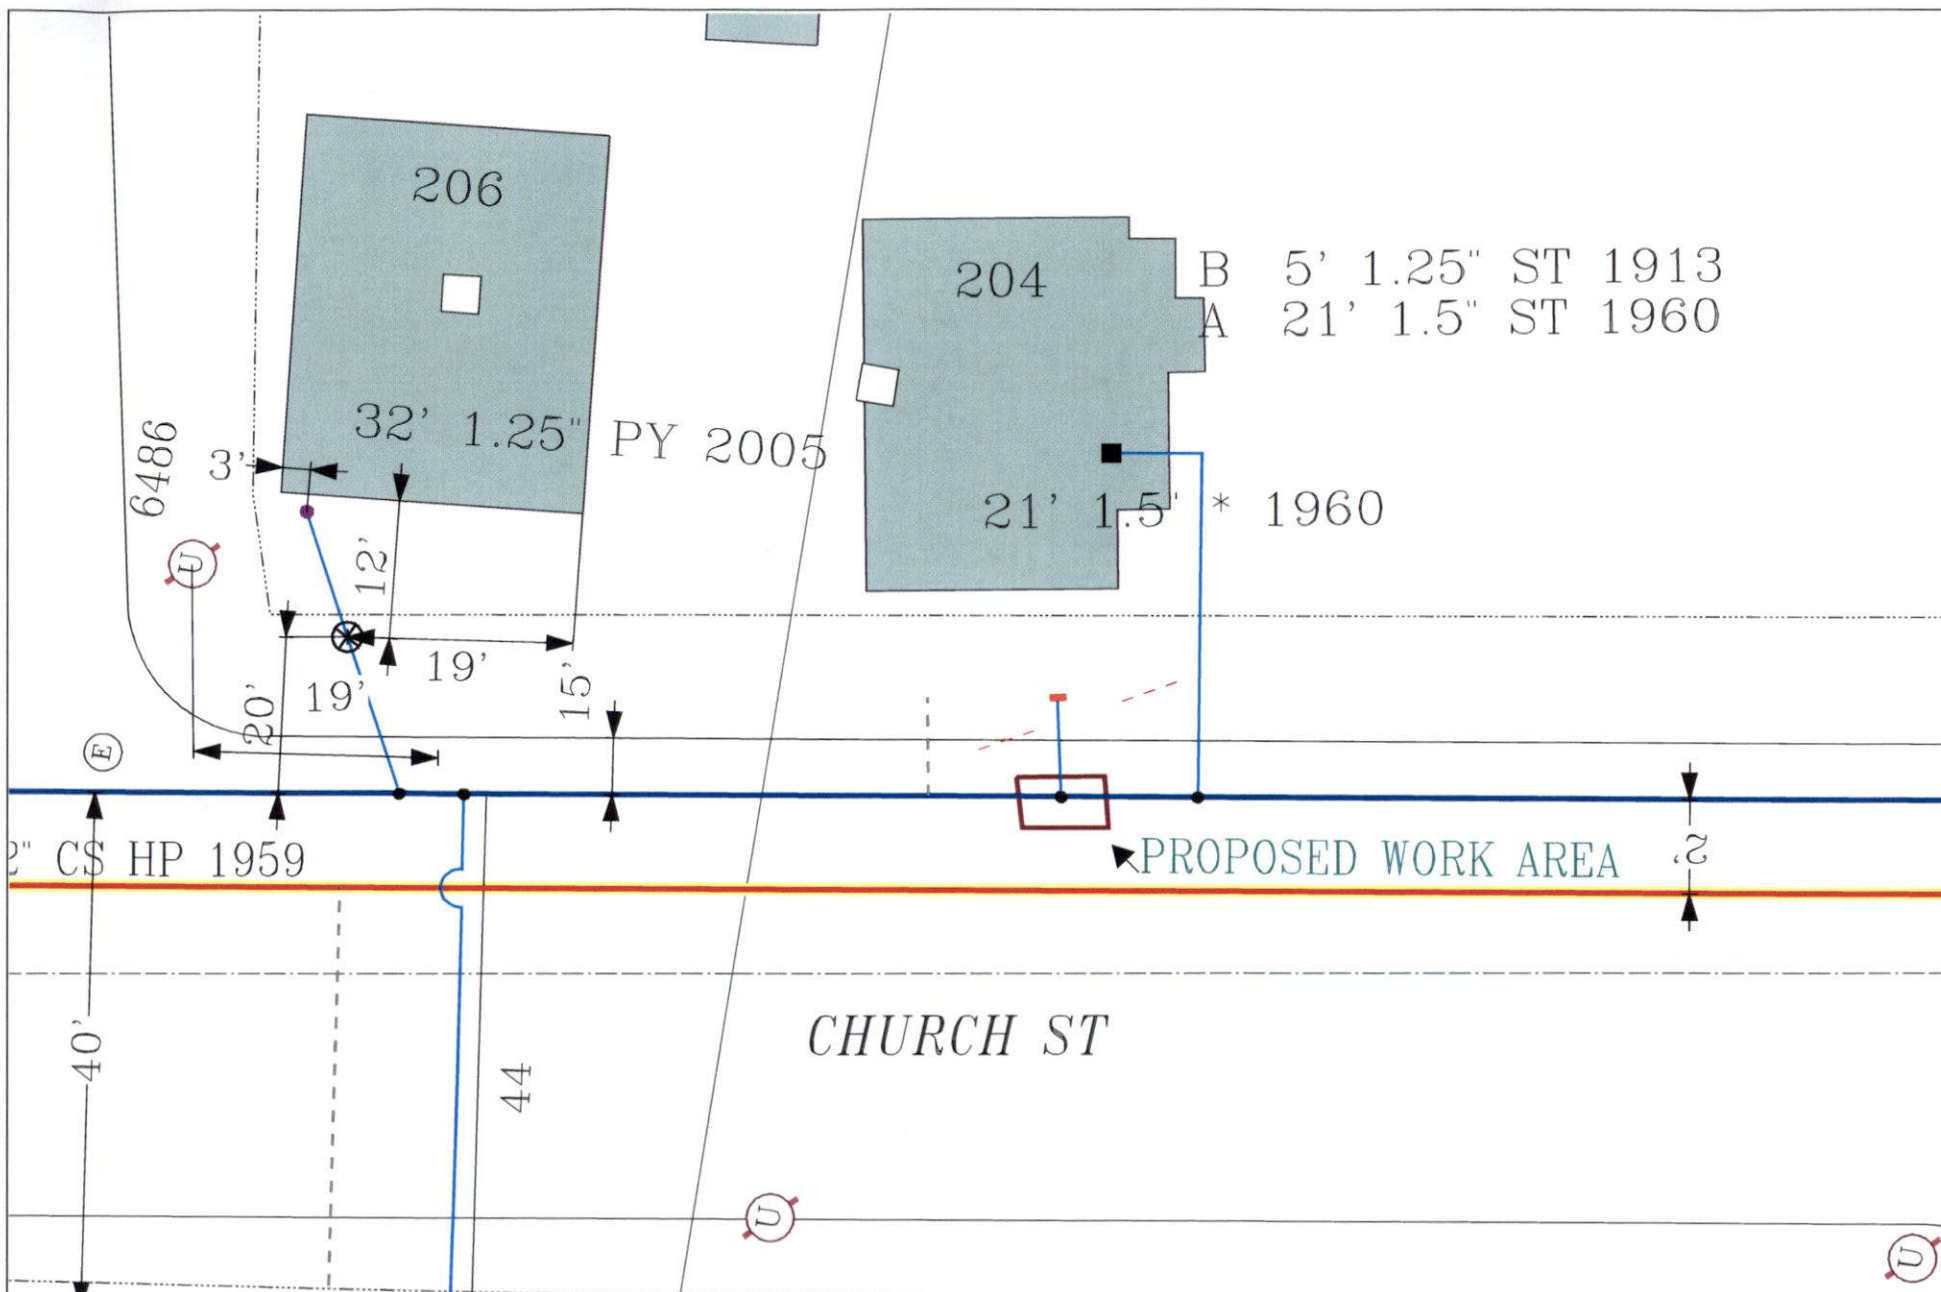 206
204
B 5' 1.25" ST 1913
A 21' 1.5" ST 1960
32' 1.25" PY 2005
3'
6486
21' 1.5" * 1960
U
12'
19'
19'
15'
20'
E
2" CS HP 1959
PROPOSED WORK AREA
2'
40'
44
CHURCH ST
U
U